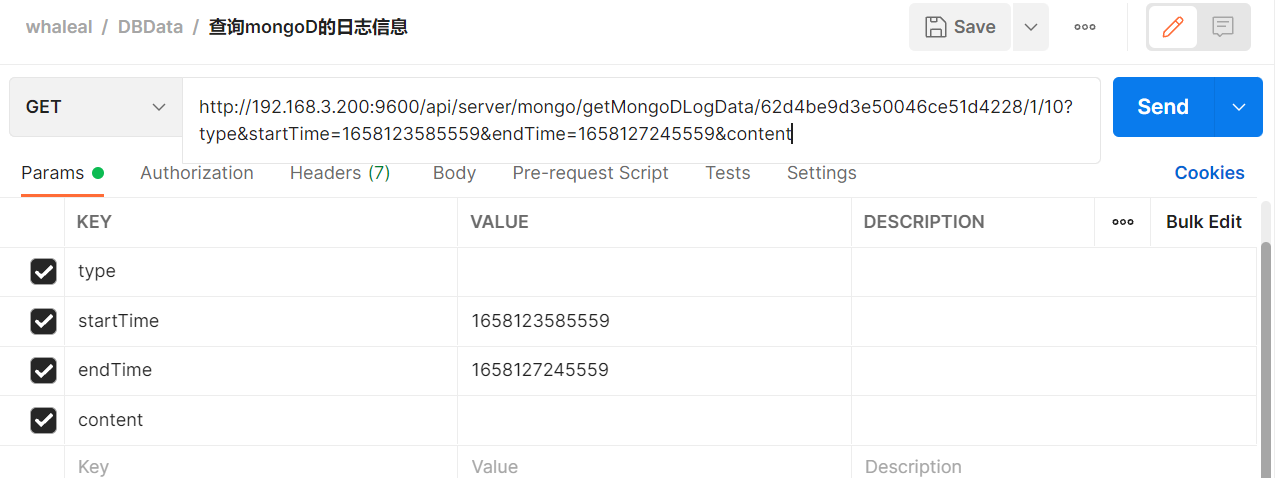 whaleal / DBData / 查询mongoD的日志信息
Save
GET
http://192.168.3.200:9600/api/server/mongo/getMongoDLogData/62d4be9d3e50046ce51d4228/1/10?
type&startTime=1658123585559&endTime=1658127245559&content
Send
Params Authorization Headers (7) Body Pre-request Script Tests Settings Cookies
KEY VALUE DESCRIPTION Bulk Edit
type
startTime 1658123585559
endTime 1658127245559
content
Key Value Description